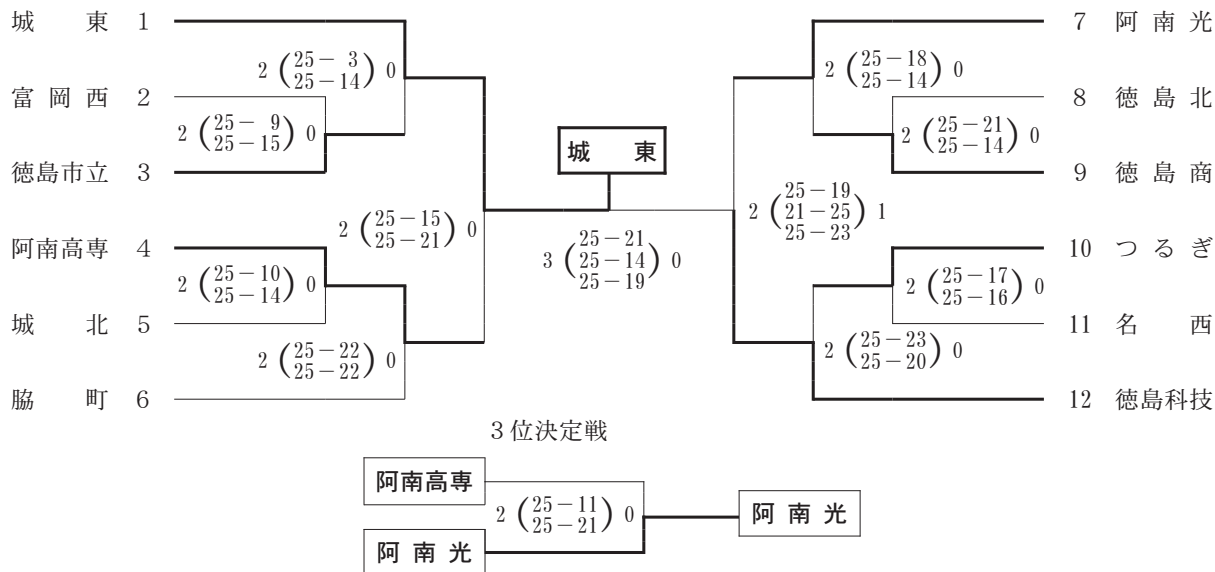 城　東 1
2 (25－3 25－14) 0
富岡西 2
2 (25－9 25－15) 0
徳島市立 3
2 (25－15 25－21) 0
阿南高専 4
2 (25－10 25－14) 0
城　北 5
2 (25－22 25－22) 0
脇　町 6
城　東
3 (25－21 25－14 25－19) 0
7 阿南光
2 (25－18 25－14) 0
8 徳島北
2 (25－21 25－14) 0
9 徳島商
2 (25－19 21－25 25－23) 1
10 つるぎ
2 (25－17 25－16) 0
11 名　西
2 (25－23 25－20) 0
12 徳島科技
３位決定戦
阿南高専
2 (25－11 25－21) 0
阿南光
阿南光